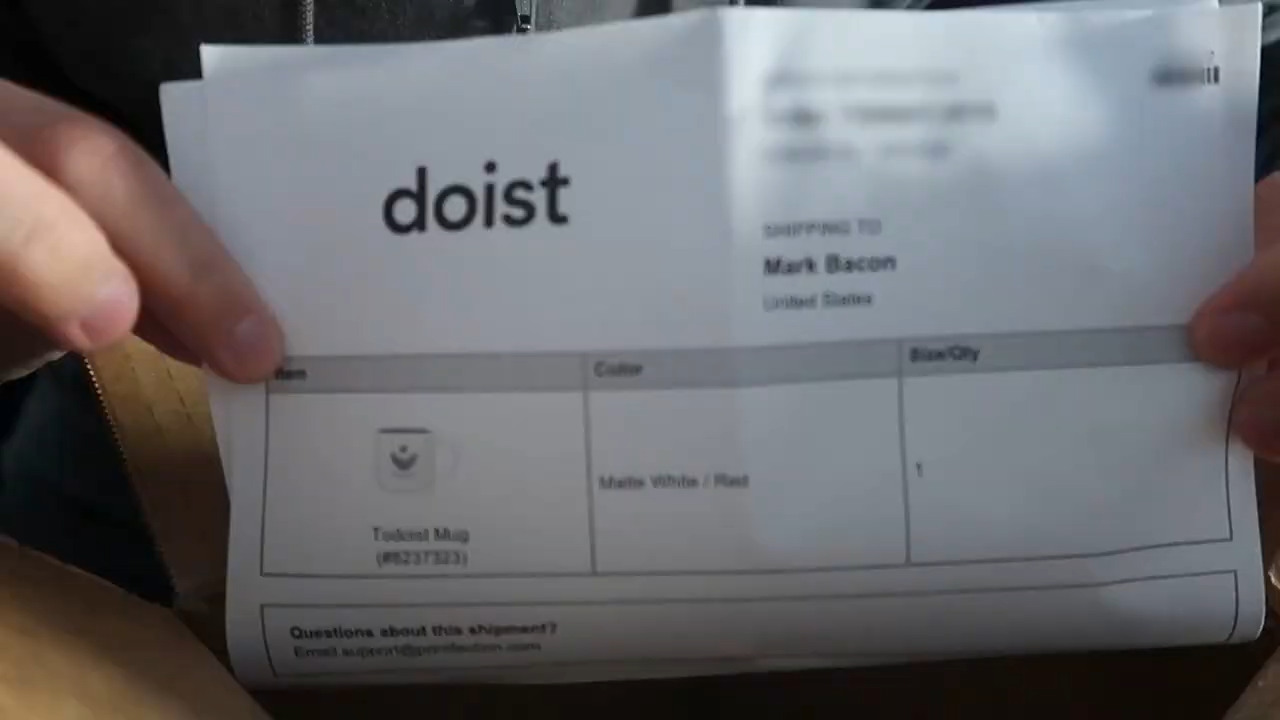 doist
SHIPPING TO
Mark Bacon
United States
Item
Color
Size/Qty
Matte White / Red
1
Todoist Mug
(#6237323)
Questions about this shipment?
Email support@printfection.com